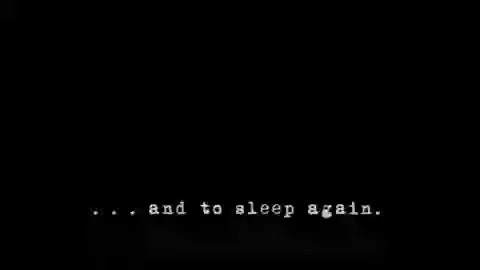 . . . and to sleep again.